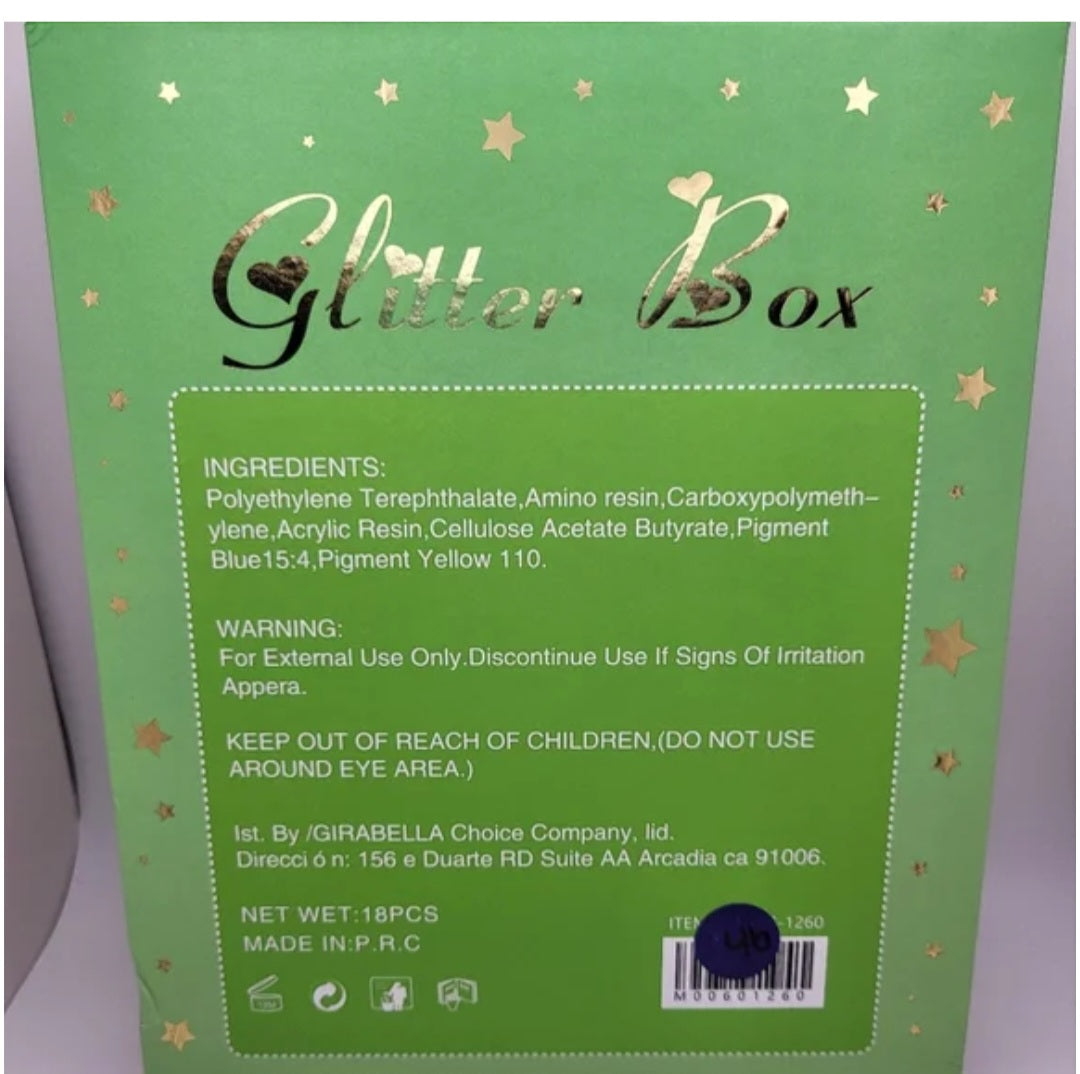 Glitter Box
INGREDIENTS:
Polyethylene Terephthalate,Amino resin,Carboxypolymeth-
ylene,Acrylic Resin,Cellulose Acetate Butyrate,Pigment
Blue15:4,Pigment Yellow 110.
WARNING:
For External Use Only.Discontinue Use If Signs Of Irritation
Appera.
KEEP OUT OF REACH OF CHILDREN,(DO NOT USE
AROUND EYE AREA.)
Ist. By /GIRABELLA Choice Company, lid.
Direcci ó n: 156 e Duarte RD Suite AA Arcadia ca 91006.
NET WET:18PCS
MADE IN:P.R.C
-1260
M00601260